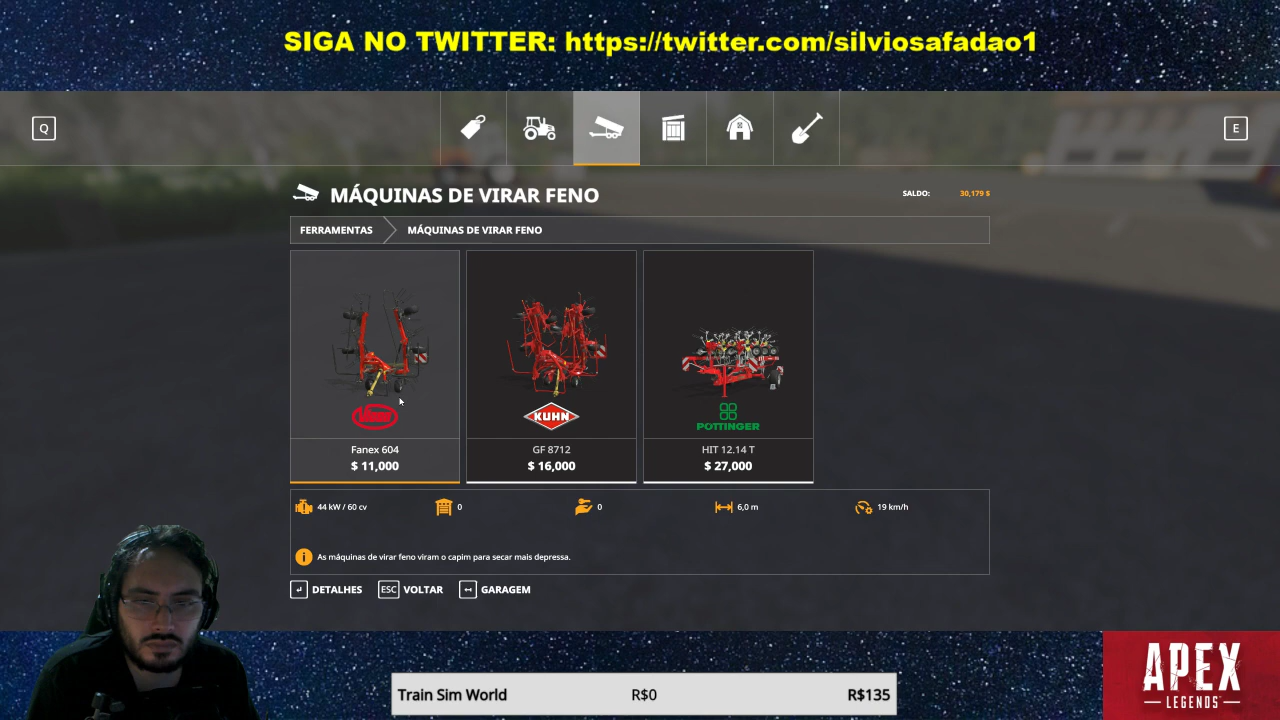 SIGA NO TWITTER: https://twitter.com/silviosafadao1
Q
E
MÁQUINAS DE VIRAR FENO
SALDO: 30,179 $
FERRAMENTAS MÁQUINAS DE VIRAR FENO
Vicon KUHN PÖTTINGER
Fanex 604 GF 8712 HIT 12.14 T
$ 11,000 $ 16,000 $ 27,000
44 kW / 60 cv 0 0 6,0 m 19 km/h
As máquinas de virar feno viram o capim para secar mais depressa.
DETALHES ESC VOLTAR GARAGEM
Train Sim World R$0 R$135
APEX
LEGENDS